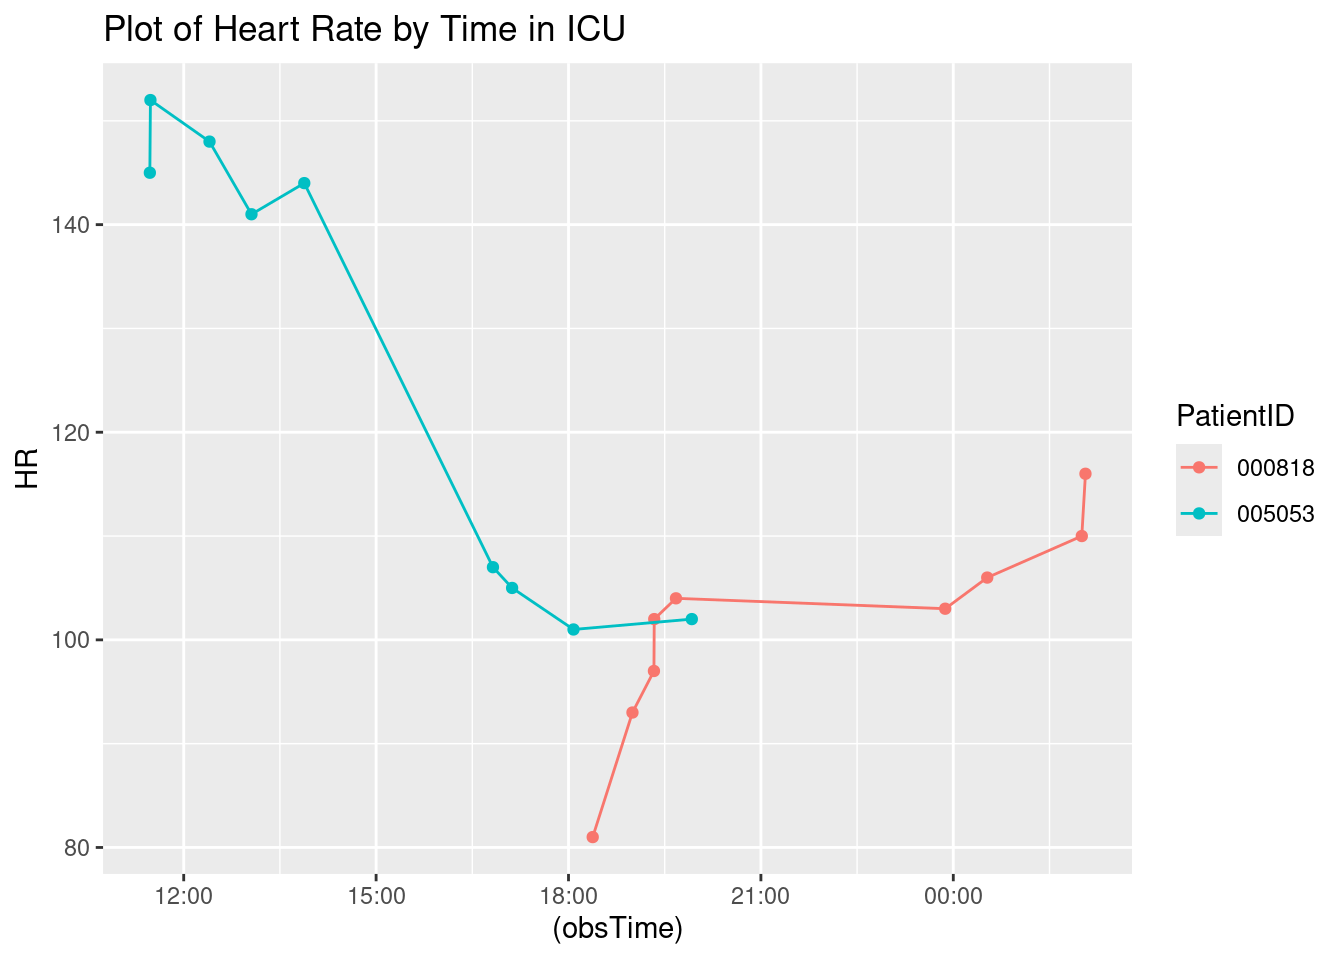 Plot of Heart Rate by Time in ICU
HR
140
120
100
80
12:00 15:00 18:00 21:00 00:00
(obsTime)
PatientID
000818
005053